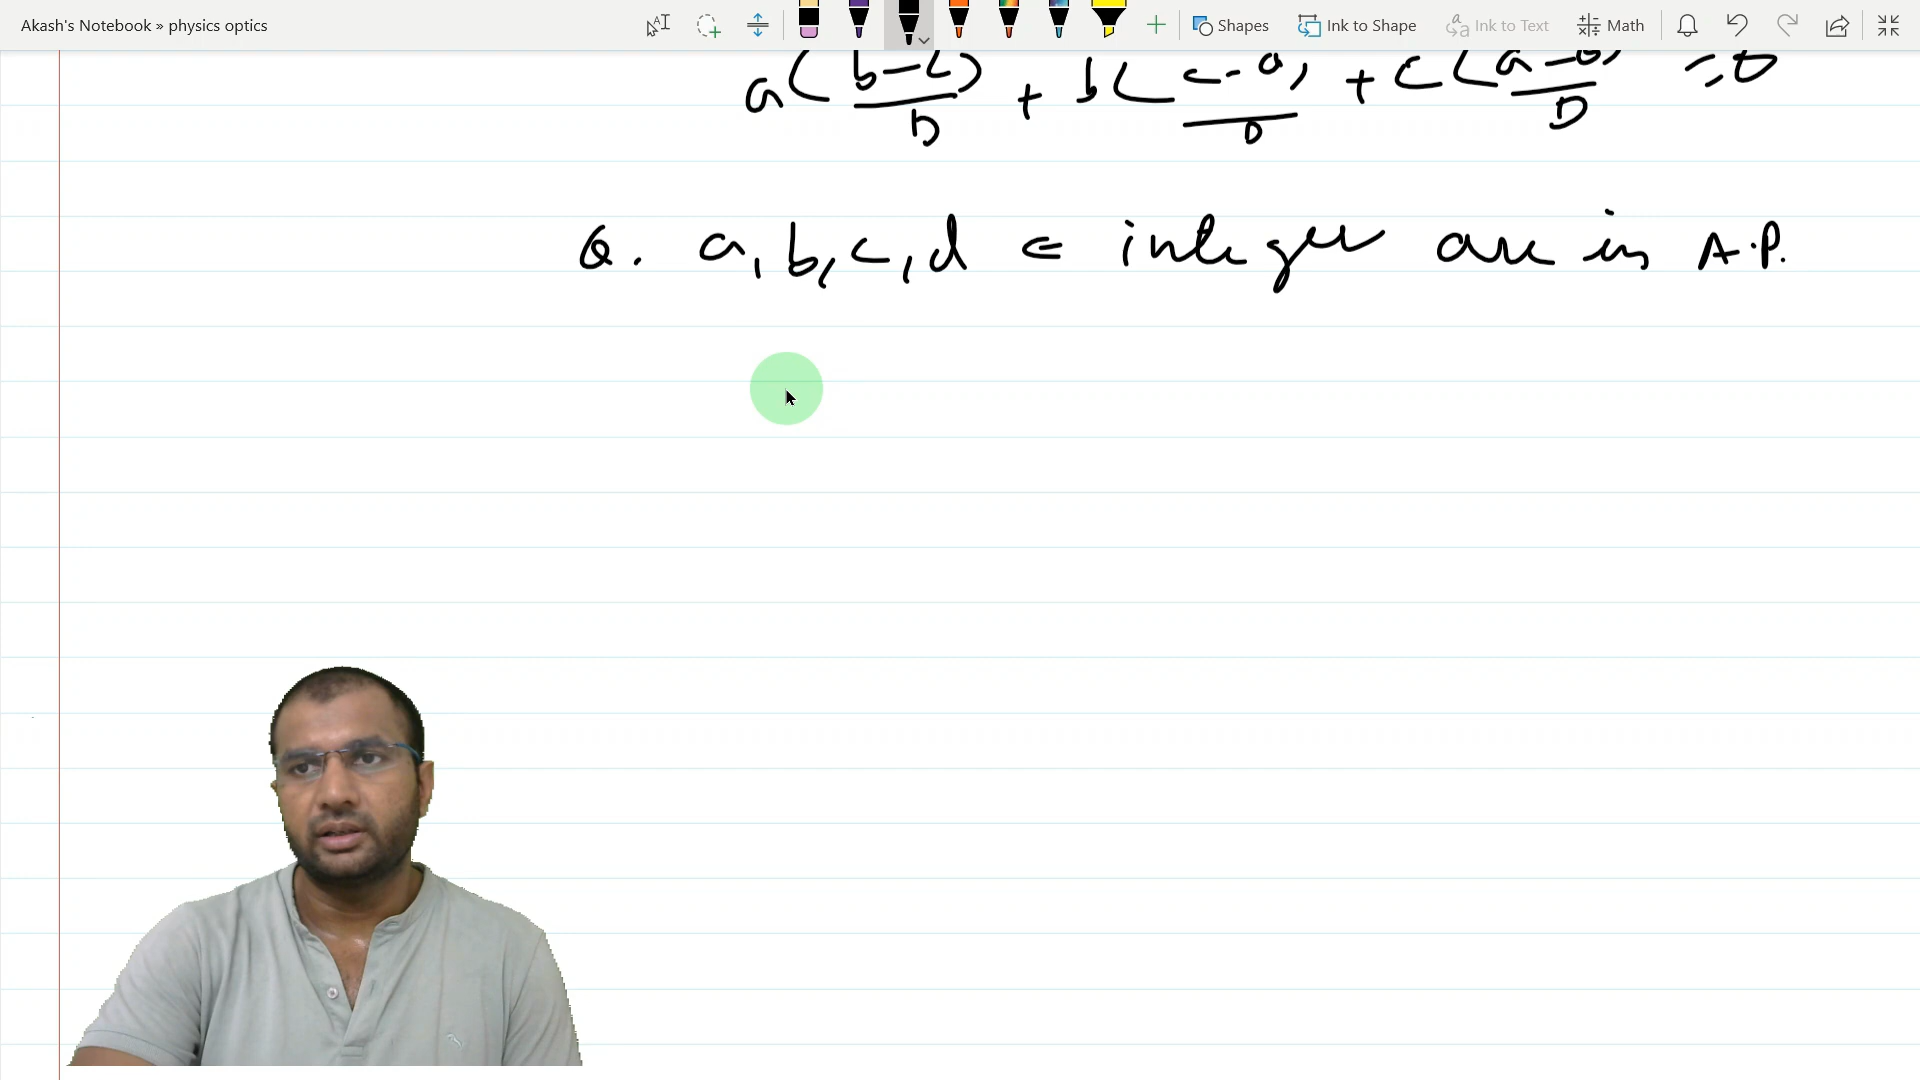 Akash's Notebook » physics optics
Shapes Ink to Shape Ink to Text Math
a(b-c)/D + b(c-a)/D + c(a-b)/D = 0
Q. a, b, c, d ∈ integer are in A.P.